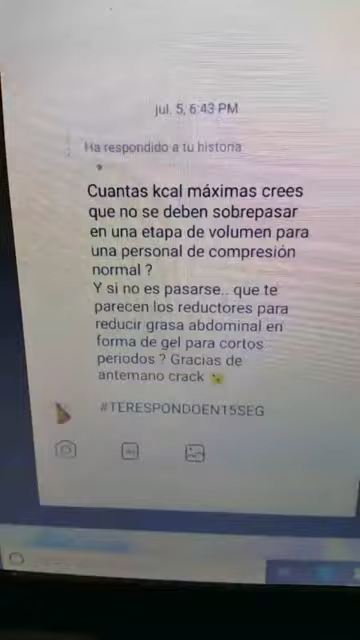 jul. 5, 6:43 PM
Ha respondido a tu historia
Cuantas kcal máximas crees
que no se deben sobrepasar
en una etapa de volumen para
una personal de compresión
normal ?
Y si no es pasarse.. que te
parecen los reductores para
reducir grasa abdominal en
forma de gel para cortos
periodos ? Gracias de
antemano crack
#TERESPONDOEN15SEG